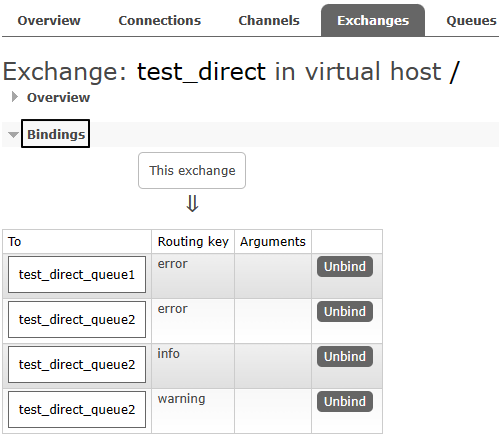 Overview Connections Channels Exchanges Queues
Exchange: test_direct in virtual host /
Overview
Bindings
This exchange
⇓
To Routing key Arguments
test_direct_queue1 error Unbind
test_direct_queue2 error Unbind
test_direct_queue2 info Unbind
test_direct_queue2 warning Unbind